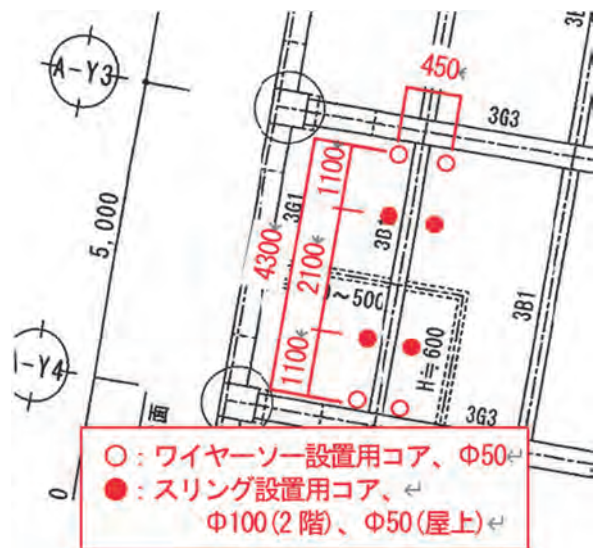 A-Y3
450
3G3
1100
3G1
5,000
4300
2100
~500
3B1
H=600
1100
-Y4
面
3G3
0
○：ワイヤーソー設置用コア、Φ50
●：スリング設置用コア、
Φ100(2階)、Φ50(屋上)